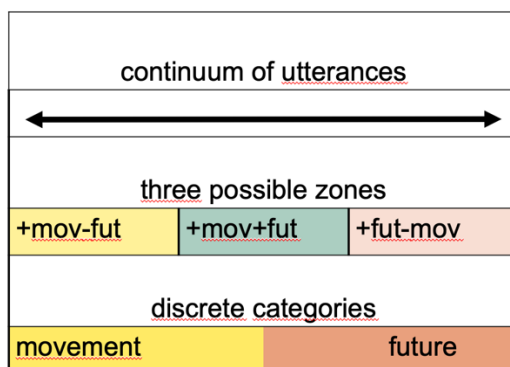 continuum of utterances
three possible zones
+mov-fut +mov+fut +fut-mov
discrete categories
movement future